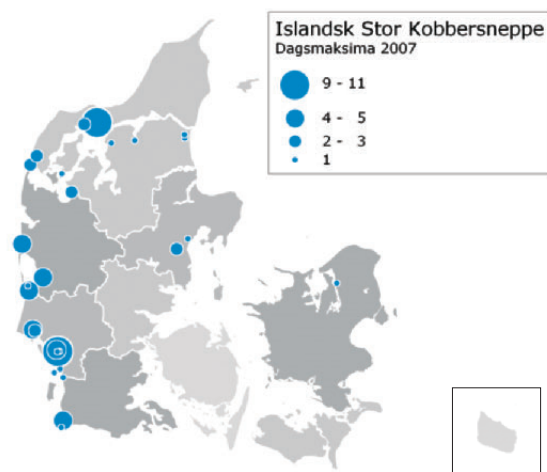 Islandsk Stor Kobbersneppe
Dagsmaksima 2007
9 - 11
4 - 5
2 - 3
1